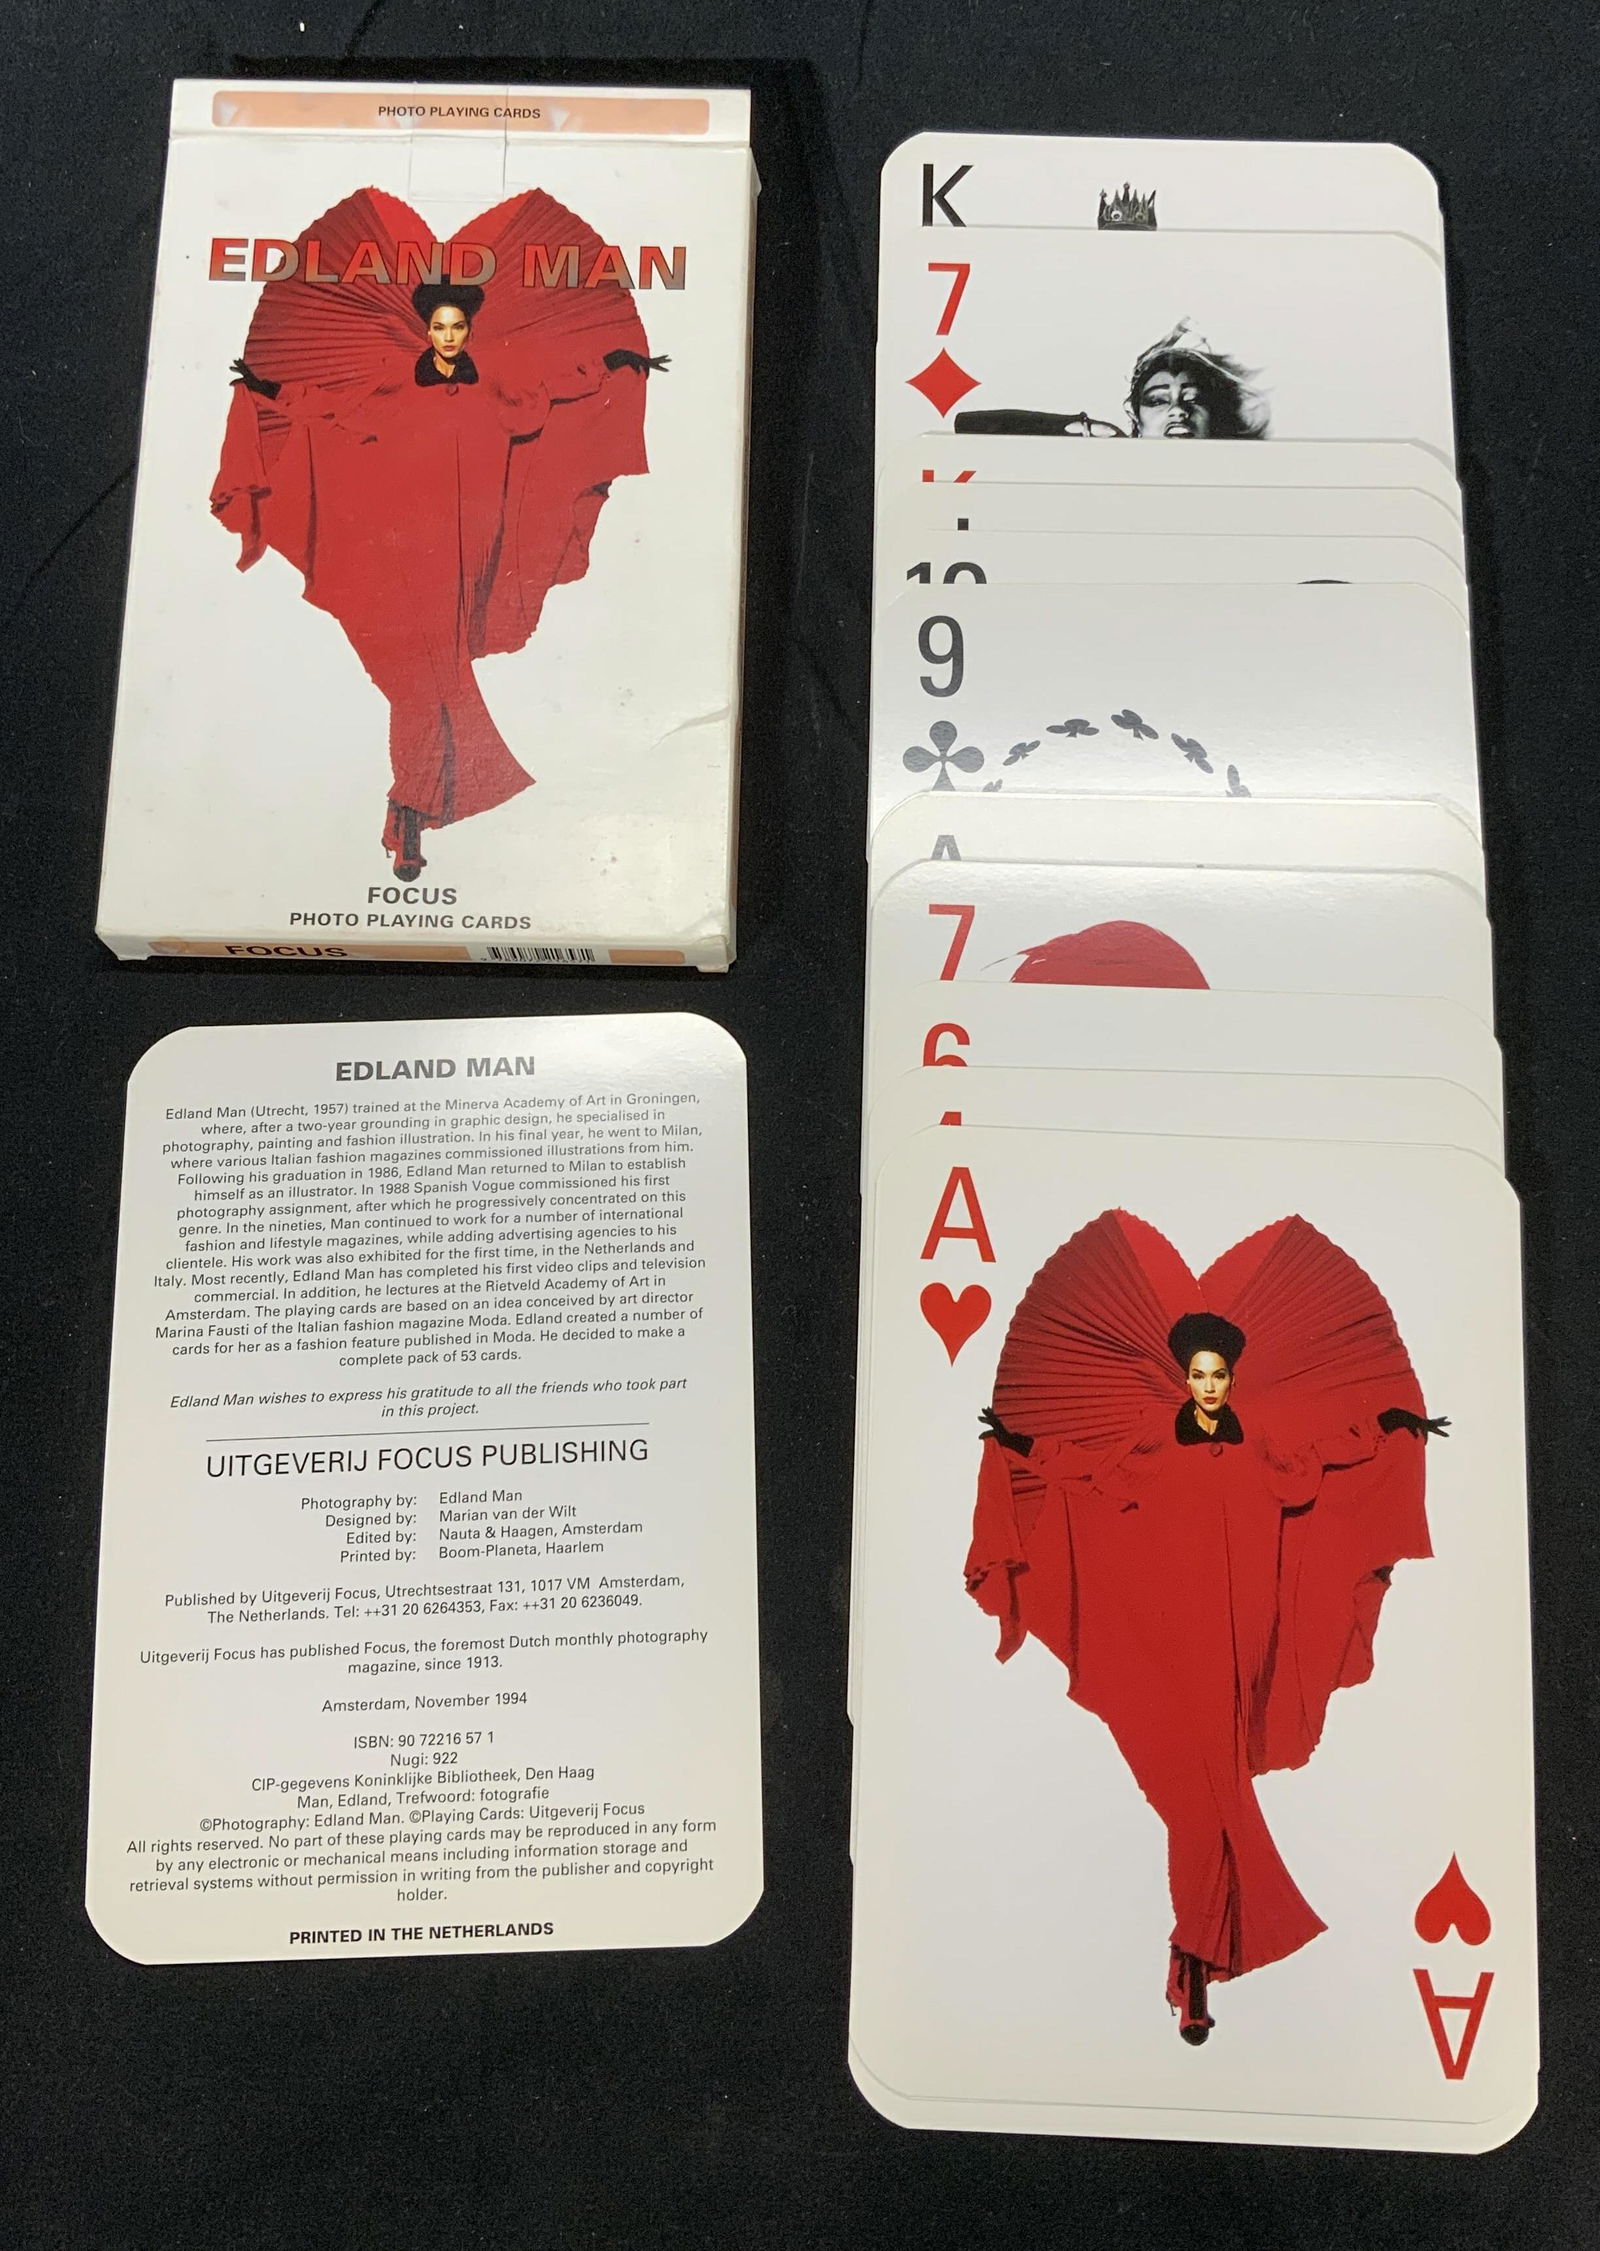 PHOTO PLAYING CARDS
EDLAND MAN
FOCUS
PHOTO PLAYING CARDS
FOCUS
EDLAND MAN
Edland Man (Utrecht, 1957) trained at the Minerva Academy of Art in Groningen,
where, after a two-year grounding in graphic design, he specialised in
photography, painting and fashion illustration. In his final year, he went to Milan,
where various Italian fashion magazines commissioned illustrations from him.
Following his graduation in 1986, Edland Man returned to Milan to establish
himself as an illustrator. In 1988 Spanish Vogue commissioned his first
photography assignment, after which he progressively concentrated on this
genre. In the nineties, Man continued to work for a number of international
fashion and lifestyle magazines, while adding advertising agencies to his
clientele. His work was also exhibited for the first time, in the Netherlands and
Italy. Most recently, Edland Man has completed his first video clips and television
commercial. In addition, he lectures at the Rietveld Academy of Art in
Amsterdam. The playing cards are based on an idea conceived by art director
Marina Fausti of the Italian fashion magazine Moda. Edland created a number of
cards for her as a fashion feature published in Moda. He decided to make a
complete pack of 53 cards.
Edland Man wishes to express his gratitude to all the friends who took part
in this project.
UITGEVERIJ FOCUS PUBLISHING
Photography by: Edland Man
Designed by: Marian van der Wilt
Edited by: Nauta & Haagen, Amsterdam
Printed by: Boom-Planeta, Haarlem
Published by Uitgeverij Focus, Utrechtsestraat 131, 1017 VM Amsterdam,
The Netherlands. Tel: ++31 20 6264353, Fax: ++31 20 6236049.
Uitgeverij Focus has published Focus, the foremost Dutch monthly photography
magazine, since 1913.
Amsterdam, November 1994
ISBN: 90 72216 57 1
Nugi: 922
CIP-gegevens Koninklijke Bibliotheek, Den Haag
Man, Edland, Trefwoord: fotografie
©Photography: Edland Man. ©Playing Cards: Uitgeverij Focus
All rights reserved. No part of these playing cards may be reproduced in any form
by any electronic or mechanical means including information storage and
retrieval systems without permission in writing from the publisher and copyright
holder.
PRINTED IN THE NETHERLANDS
K
7
K
10
9
A
7
6
A
A
A